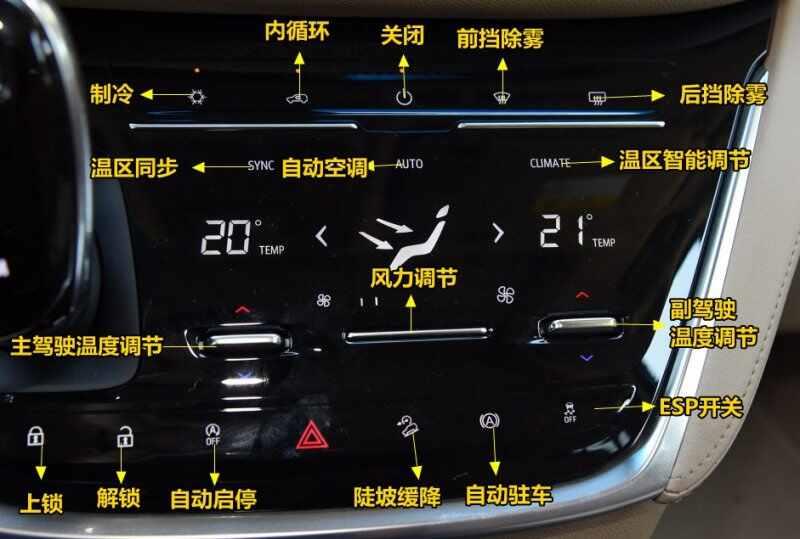 内循环
关闭
前挡除雾
制冷
后挡除雾
温区同步
SYNC
自动空调
AUTO
CLIMATE
温区智能调节
20°
TEMP
21°
TEMP
风力调节
主驾驶温度调节
副驾驶
温度调节
ESP开关
OFF
OFF
上锁
解锁
自动启停
陡坡缓降
自动驻车